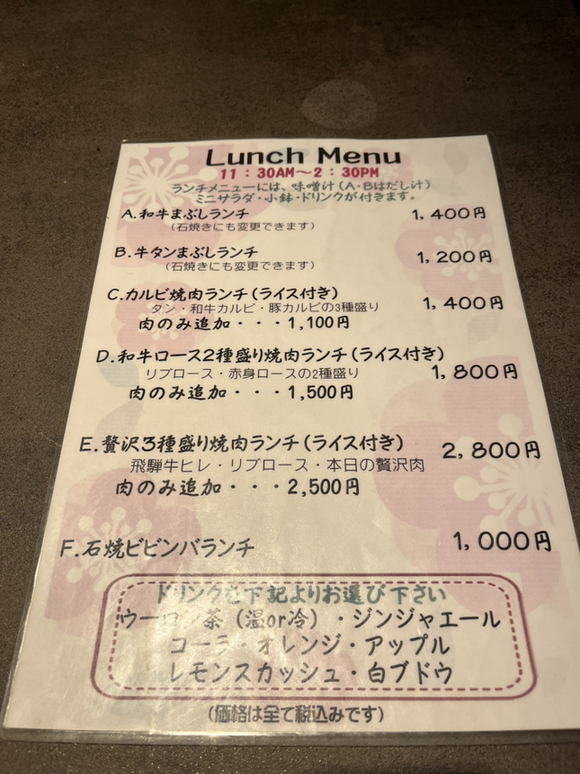 Lunch Menu
11：30AM～2：30PM
ランチメニューには、味噌汁（A・Bはだし汁）
ミニサラダ・小鉢・ドリンクが付きます。
A.和牛まぶしランチ 1,400円
（石焼きにも変更できます）
B.牛タンまぶしランチ 1,200円
（石焼きにも変更できます）
C.カルビ焼肉ランチ（ライス付き） 1,400円
タン・和牛カルビ・豚カルビの3種盛り
肉のみ追加・・・1,100円
D.和牛ロース2種盛り焼肉ランチ（ライス付き）
リブロース・赤身ロースの2種盛り 1,800円
肉のみ追加・・・1,500円
E.贅沢3種盛り焼肉ランチ（ライス付き） 2,800円
飛騨牛ヒレ・リブロース・本日の贅沢肉
肉のみ追加・・・2,500円
F.石焼ビビンバランチ 1,000円
ドリンクを下記よりお選び下さい
ウーロン茶（温or冷）・ジンジャエール
コーラ・オレンジ・アップル
レモンスカッシュ・白ブドウ
（価格は全て税込みです）